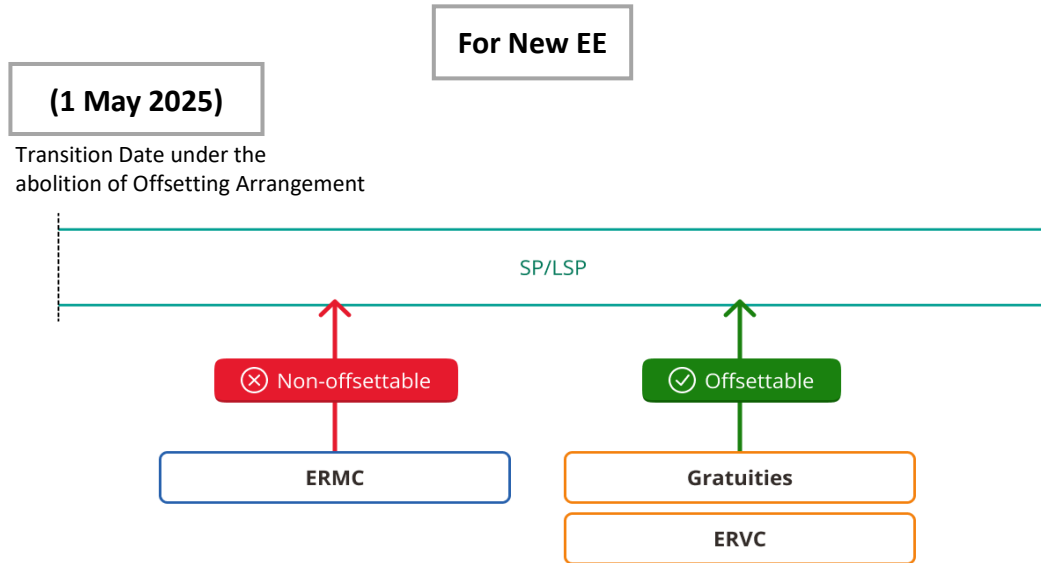 For New EE
(1 May 2025)
Transition Date under the
abolition of Offsetting Arrangement
SP/LSP
Non-offsettable
Offsettable
ERMC
Gratuities
ERVC